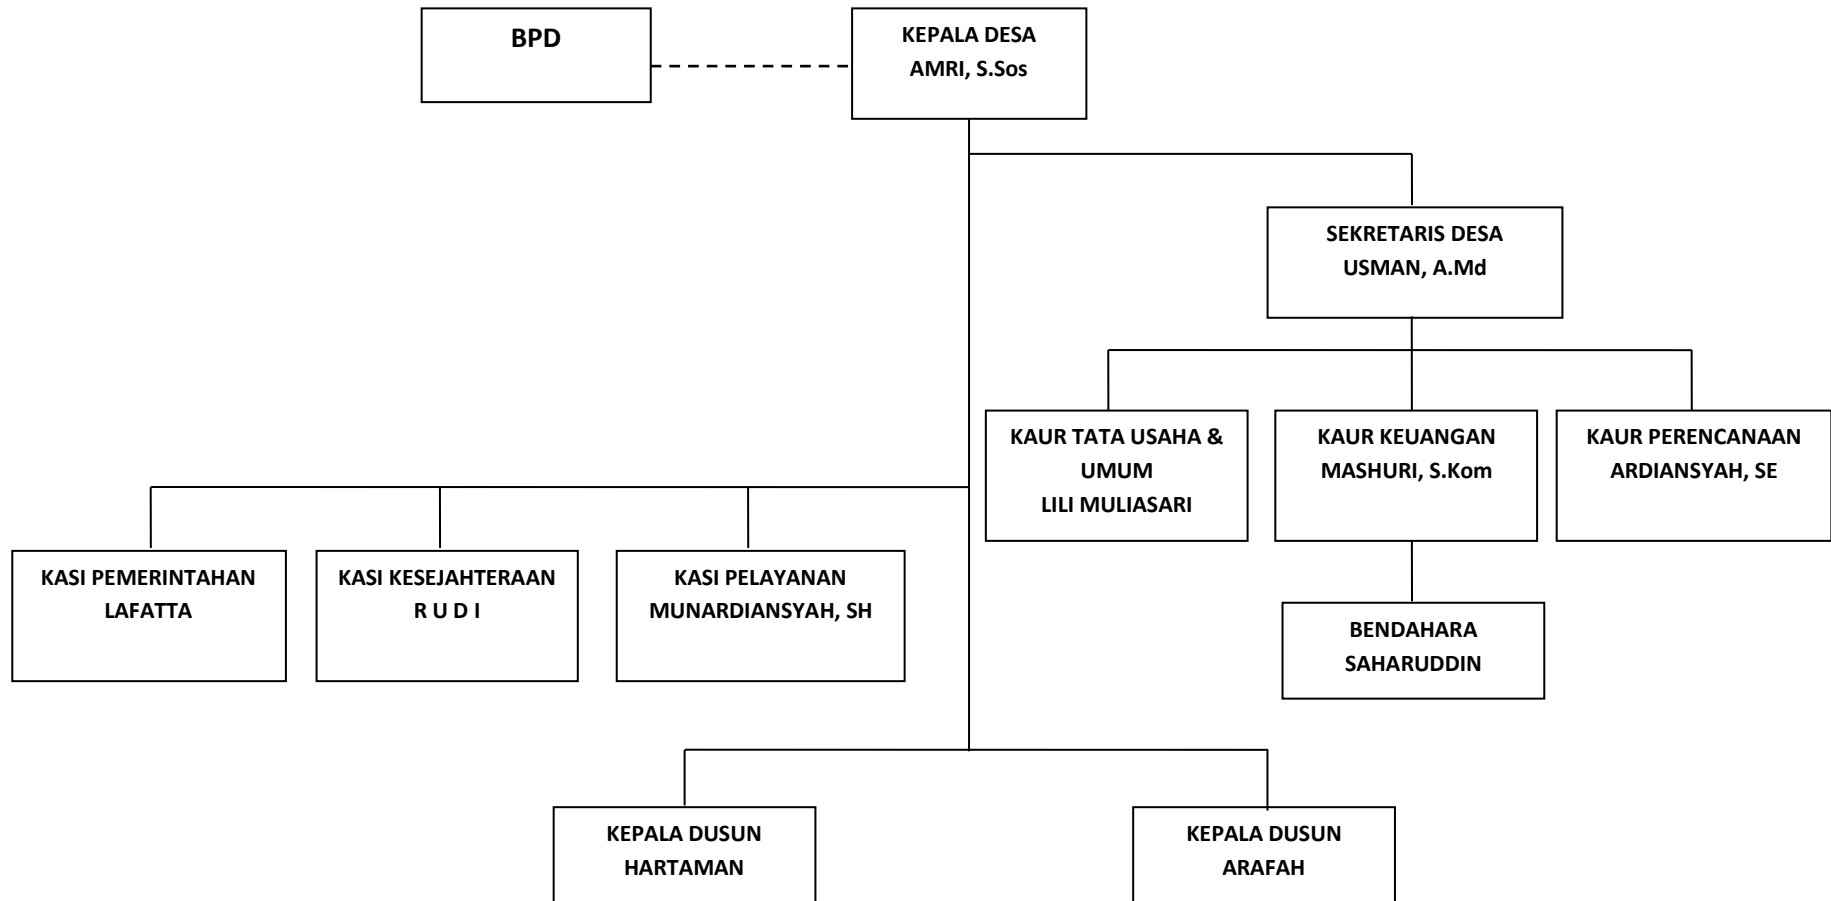 BPD
KEPALA DESA
AMRI, S.Sos
SEKRETARIS DESA
USMAN, A.Md
KAUR TATA USAHA &
UMUM
LILI MULIASARI
KAUR KEUANGAN
MASHURI, S.Kom
KAUR PERENCANAAN
ARDIANSYAH, SE
KASI PEMERINTAHAN
LAFATTA
KASI KESEJAHTERAAN
R U D I
KASI PELAYANAN
MUNARDIANSYAH, SH
BENDAHARA
SAHARUDDIN
KEPALA DUSUN
HARTAMAN
KEPALA DUSUN
ARAFAH